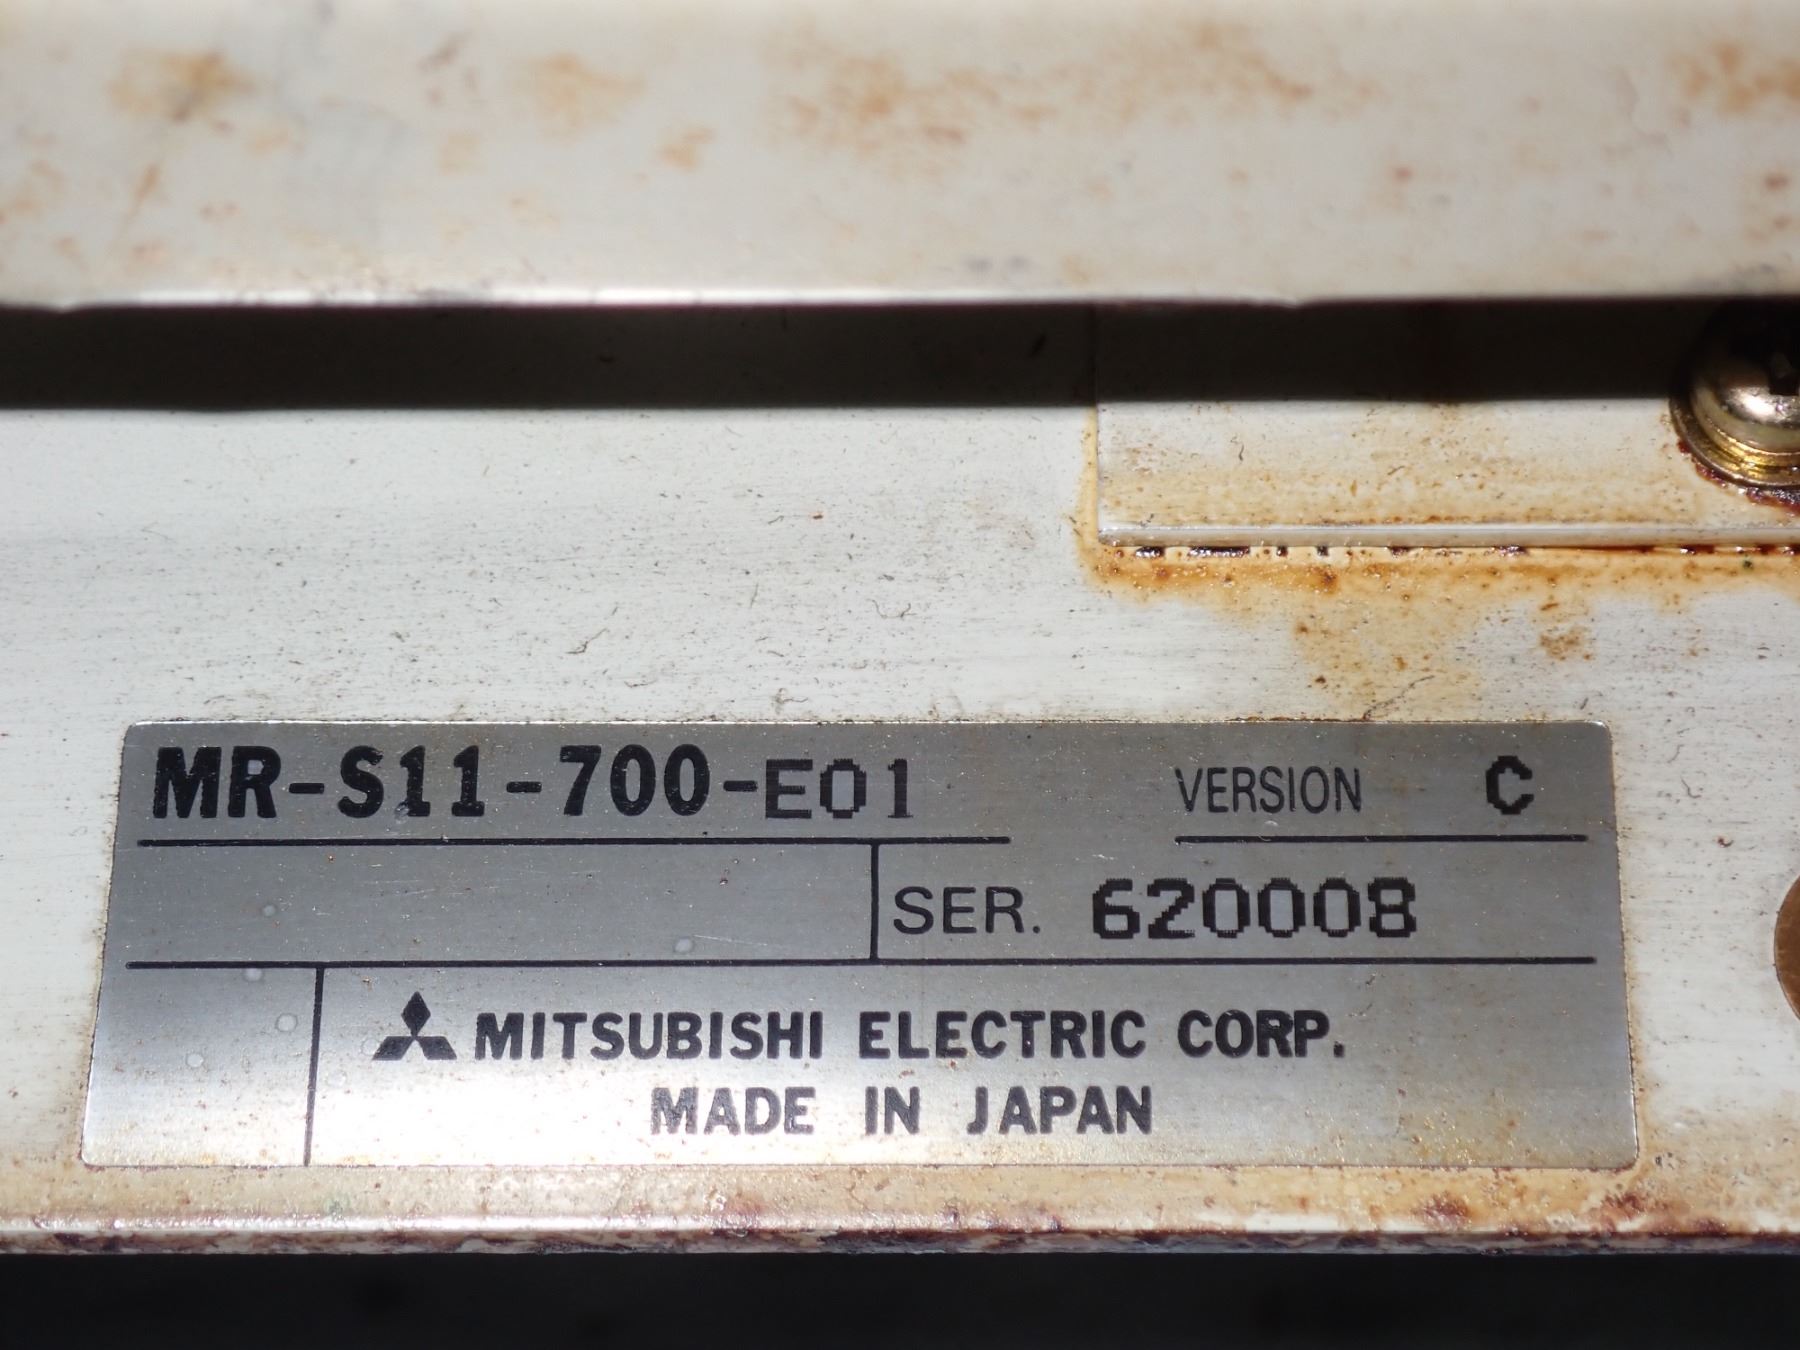 MR-S11-700-E01 VERSION C
SER. 620008
MITSUBISHI ELECTRIC CORP.
MADE IN JAPAN